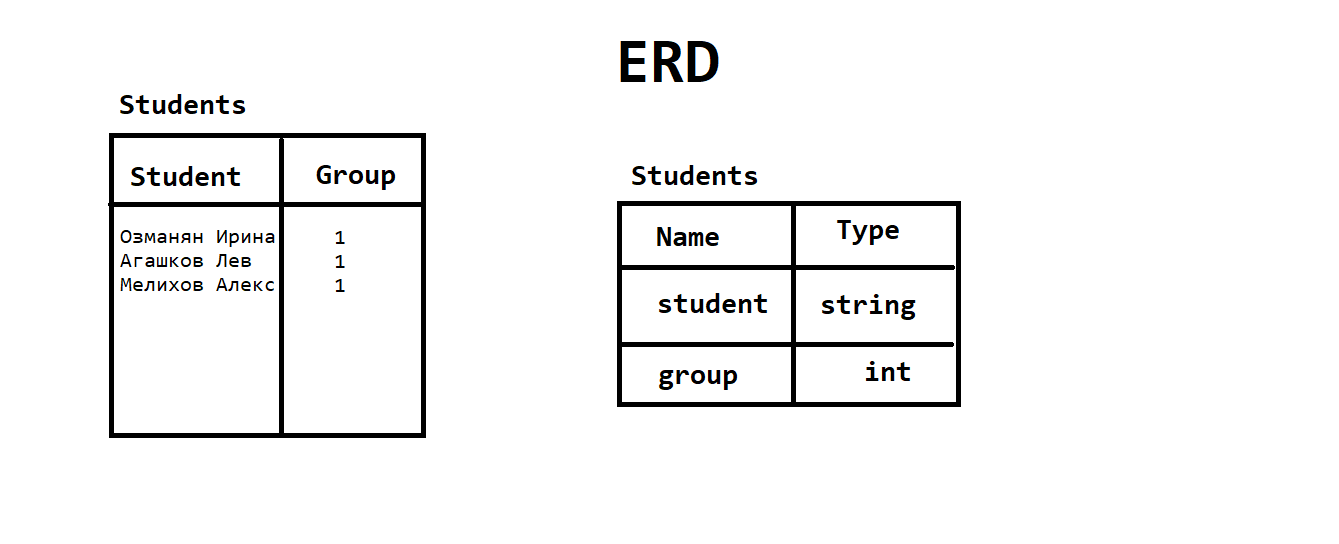 ERD
Students
Student Group
Озманян Ирина 1
Агашков Лев 1
Мелихов Алекс 1
Students
Name Type
student string
group int